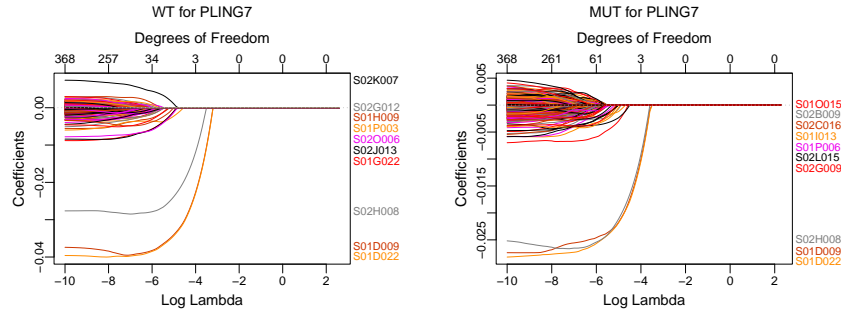 WT for PLING7
Degrees of Freedom
368 257 34 3 0 0 0
Coefficients
0.00
−0.02
−0.04
S02K007
S02G012
S01H009
S01P003
S02O006
S02J013
S01G022
S02H008
S01D009
S01D022
−10 −8 −6 −4 −2 0 2
Log Lambda
MUT for PLING7
Degrees of Freedom
368 261 61 3 0 0 0
Coefficients
0.005
−0.005
−0.015
−0.025
S01O015
S02B009
S02C016
S01I013
S01P006
S02L015
S02G009
S02H008
S01D009
S01D022
−10 −8 −6 −4 −2 0 2
Log Lambda